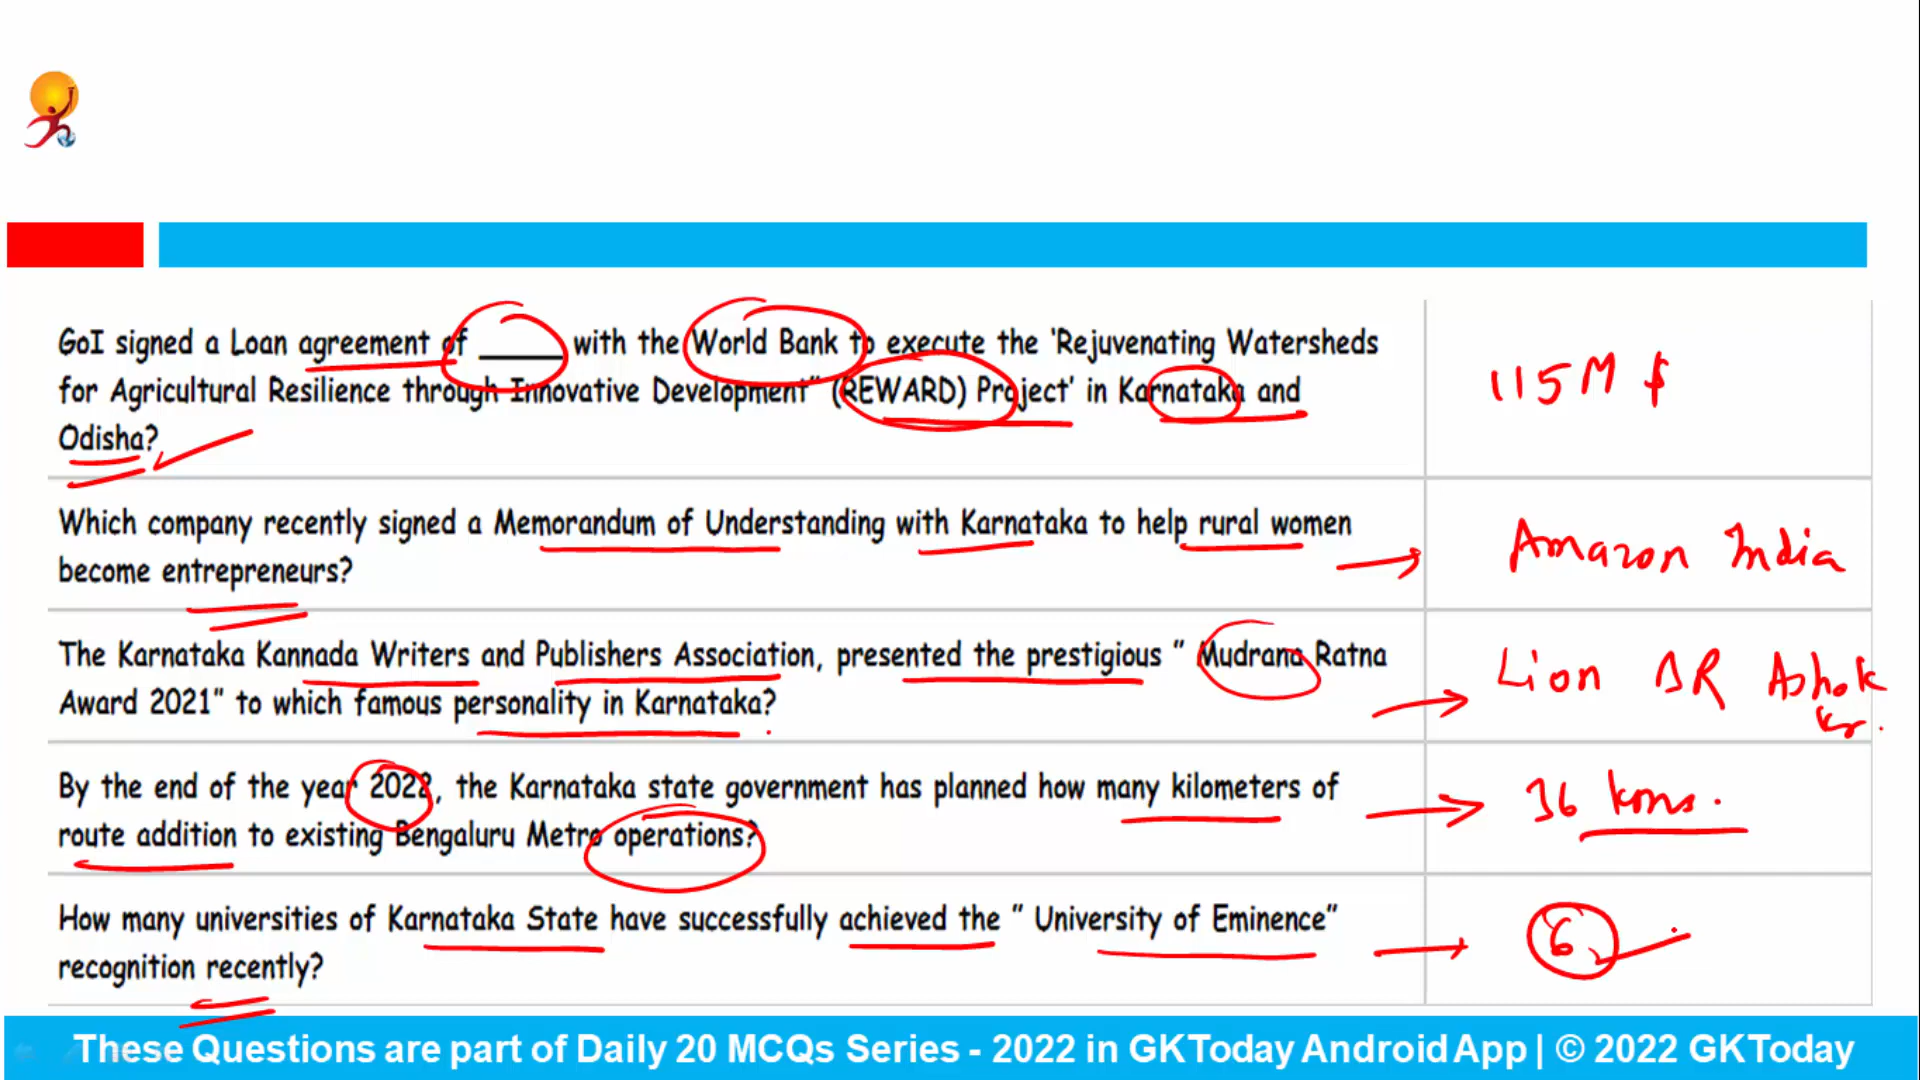 GoI signed a Loan agreement of ______ with the World Bank to execute the 'Rejuvenating Watersheds
for Agricultural Resilience through Innovative Development" (REWARD) Project' in Karnataka and
Odisha?
115M $
Which company recently signed a Memorandum of Understanding with Karnataka to help rural women
become entrepreneurs?
Amazon India
The Karnataka Kannada Writers and Publishers Association, presented the prestigious " Mudrana Ratna
Award 2021" to which famous personality in Karnataka?
Lion SR Ashok
Kr.
By the end of the year 2022, the Karnataka state government has planned how many kilometers of
route addition to existing Bengaluru Metro operations?
36 kms.
How many universities of Karnataka State have successfully achieved the " University of Eminence"
recognition recently?
6
These Questions are part of Daily 20 MCQs Series - 2022 in GKToday Android App | © 2022 GKToday